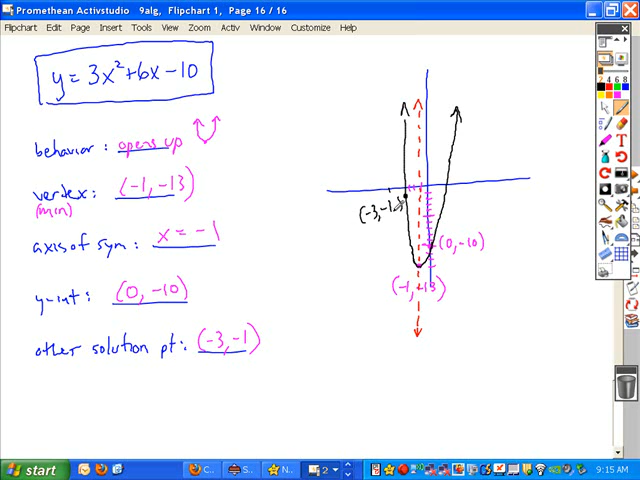 Promethean Activstudio - 9alg, Flipchart 1, Page 16 / 16
Flipchart Page Edit Insert Tools View Activ Window Customize
y = 3x² + 6x - 10
behavior: opens up
vertex: (-1, -13)
(min)
axis of sym: x = -1
y-int: (0, -10)
other solution pt: (-3, -1)
(-3, -1)
(0, -10)
(-1, -13)
start
C...
S...
N...
2
9:15 AM